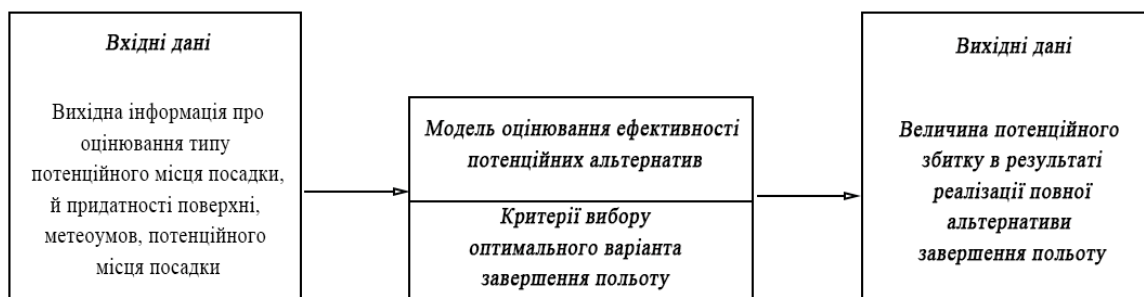 Вхідні дані
Вихідна інформація про
оцінювання типу
потенційного місця посадки,
й придатності поверхні,
метеоумов, потенційного
місця посадки
Модель оцінювання ефективності
потенційних альтернатив
Критерії вибору
оптимального варіанта
завершення польоту
Вихідні дані
Величина потенційного
збитку в результаті
реалізації повної
альтернативи
завершення польоту